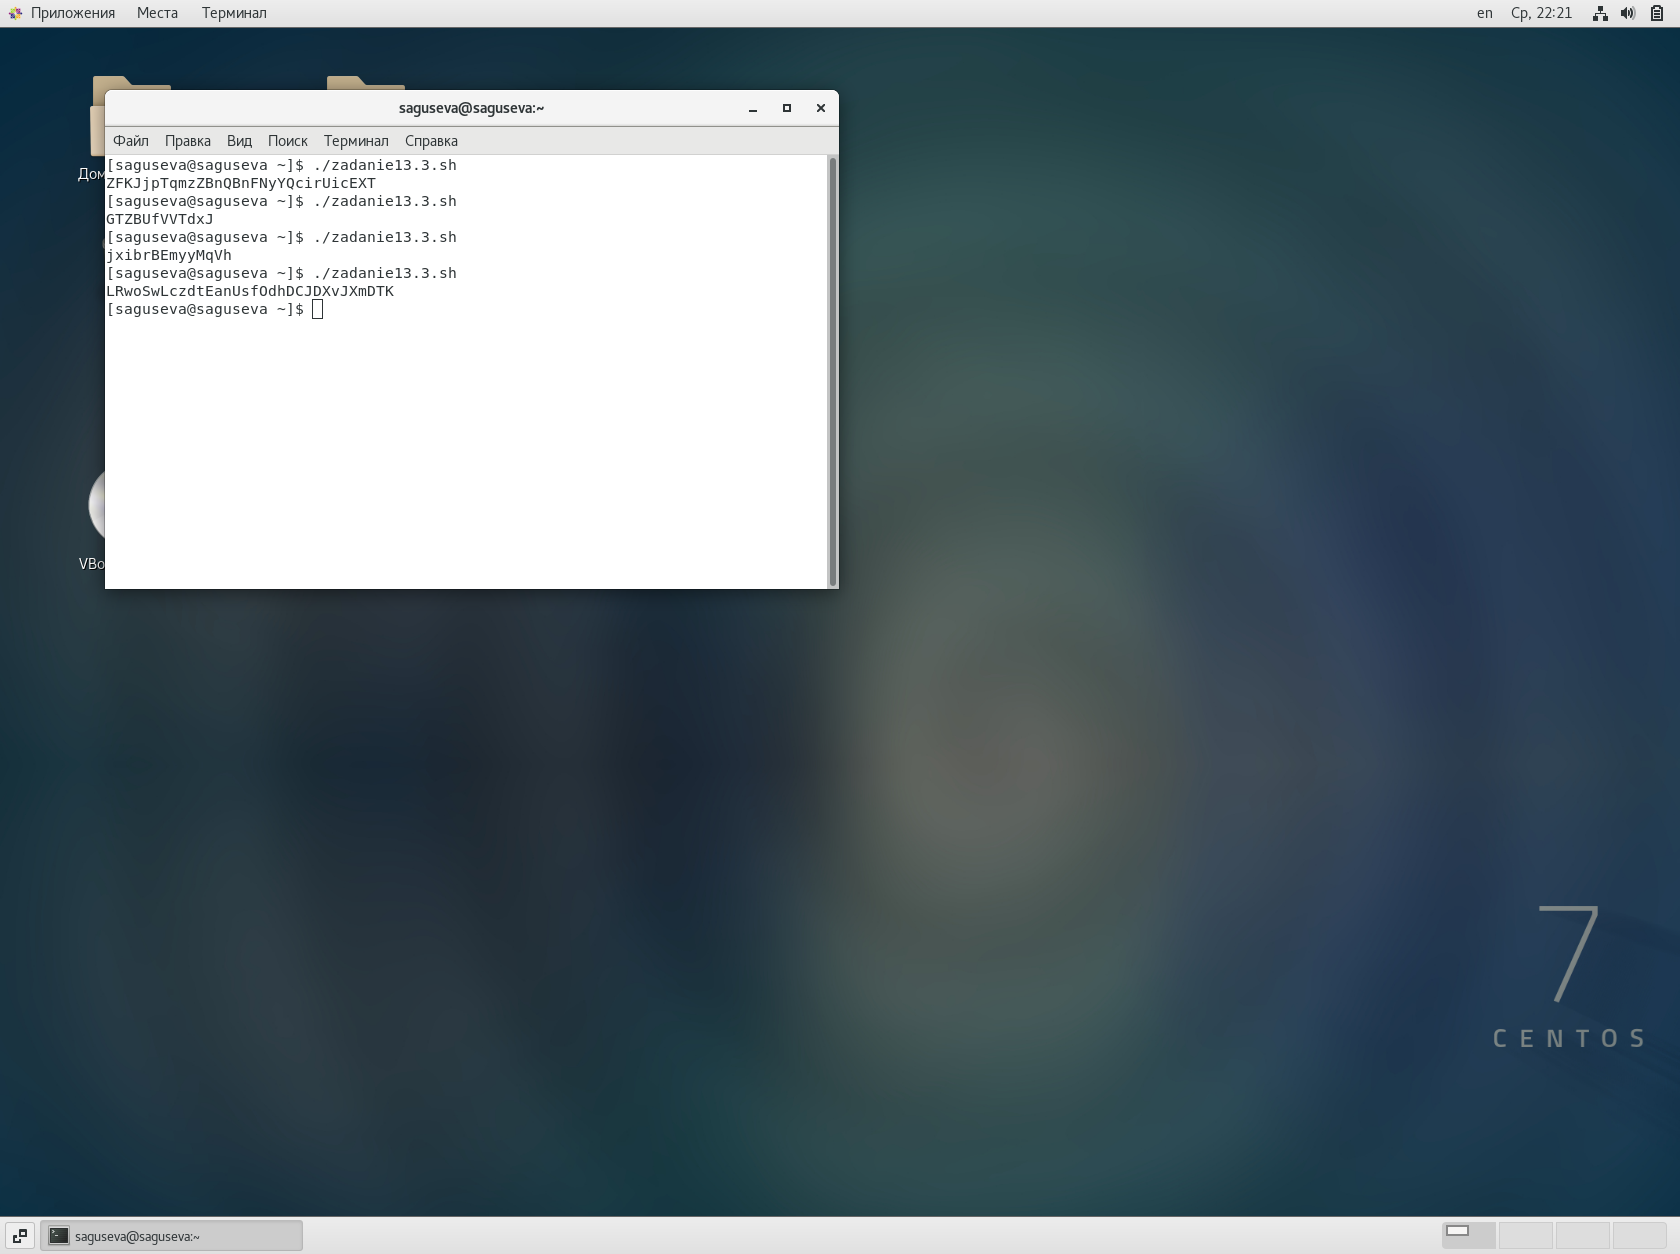 Приложения Места Терминал en Ср, 22:21
saguseva@saguseva:~
Файл Правка Вид Поиск Терминал Справка
[saguseva@saguseva ~]$ ./zadanie13.3.sh
ZFKJjpTqmzZBnQBnFNyYQcirUicEXT
[saguseva@saguseva ~]$ ./zadanie13.3.sh
GTZBUfVVTdxJ
[saguseva@saguseva ~]$ ./zadanie13.3.sh
jxibrBEmyyMqVh
[saguseva@saguseva ~]$ ./zadanie13.3.sh
LRwoSwLczdtEanUsfOdhDCJDXvJXmDTK
[saguseva@saguseva ~]$
Дом
VBo
7
CENTOS
saguseva@saguseva:~